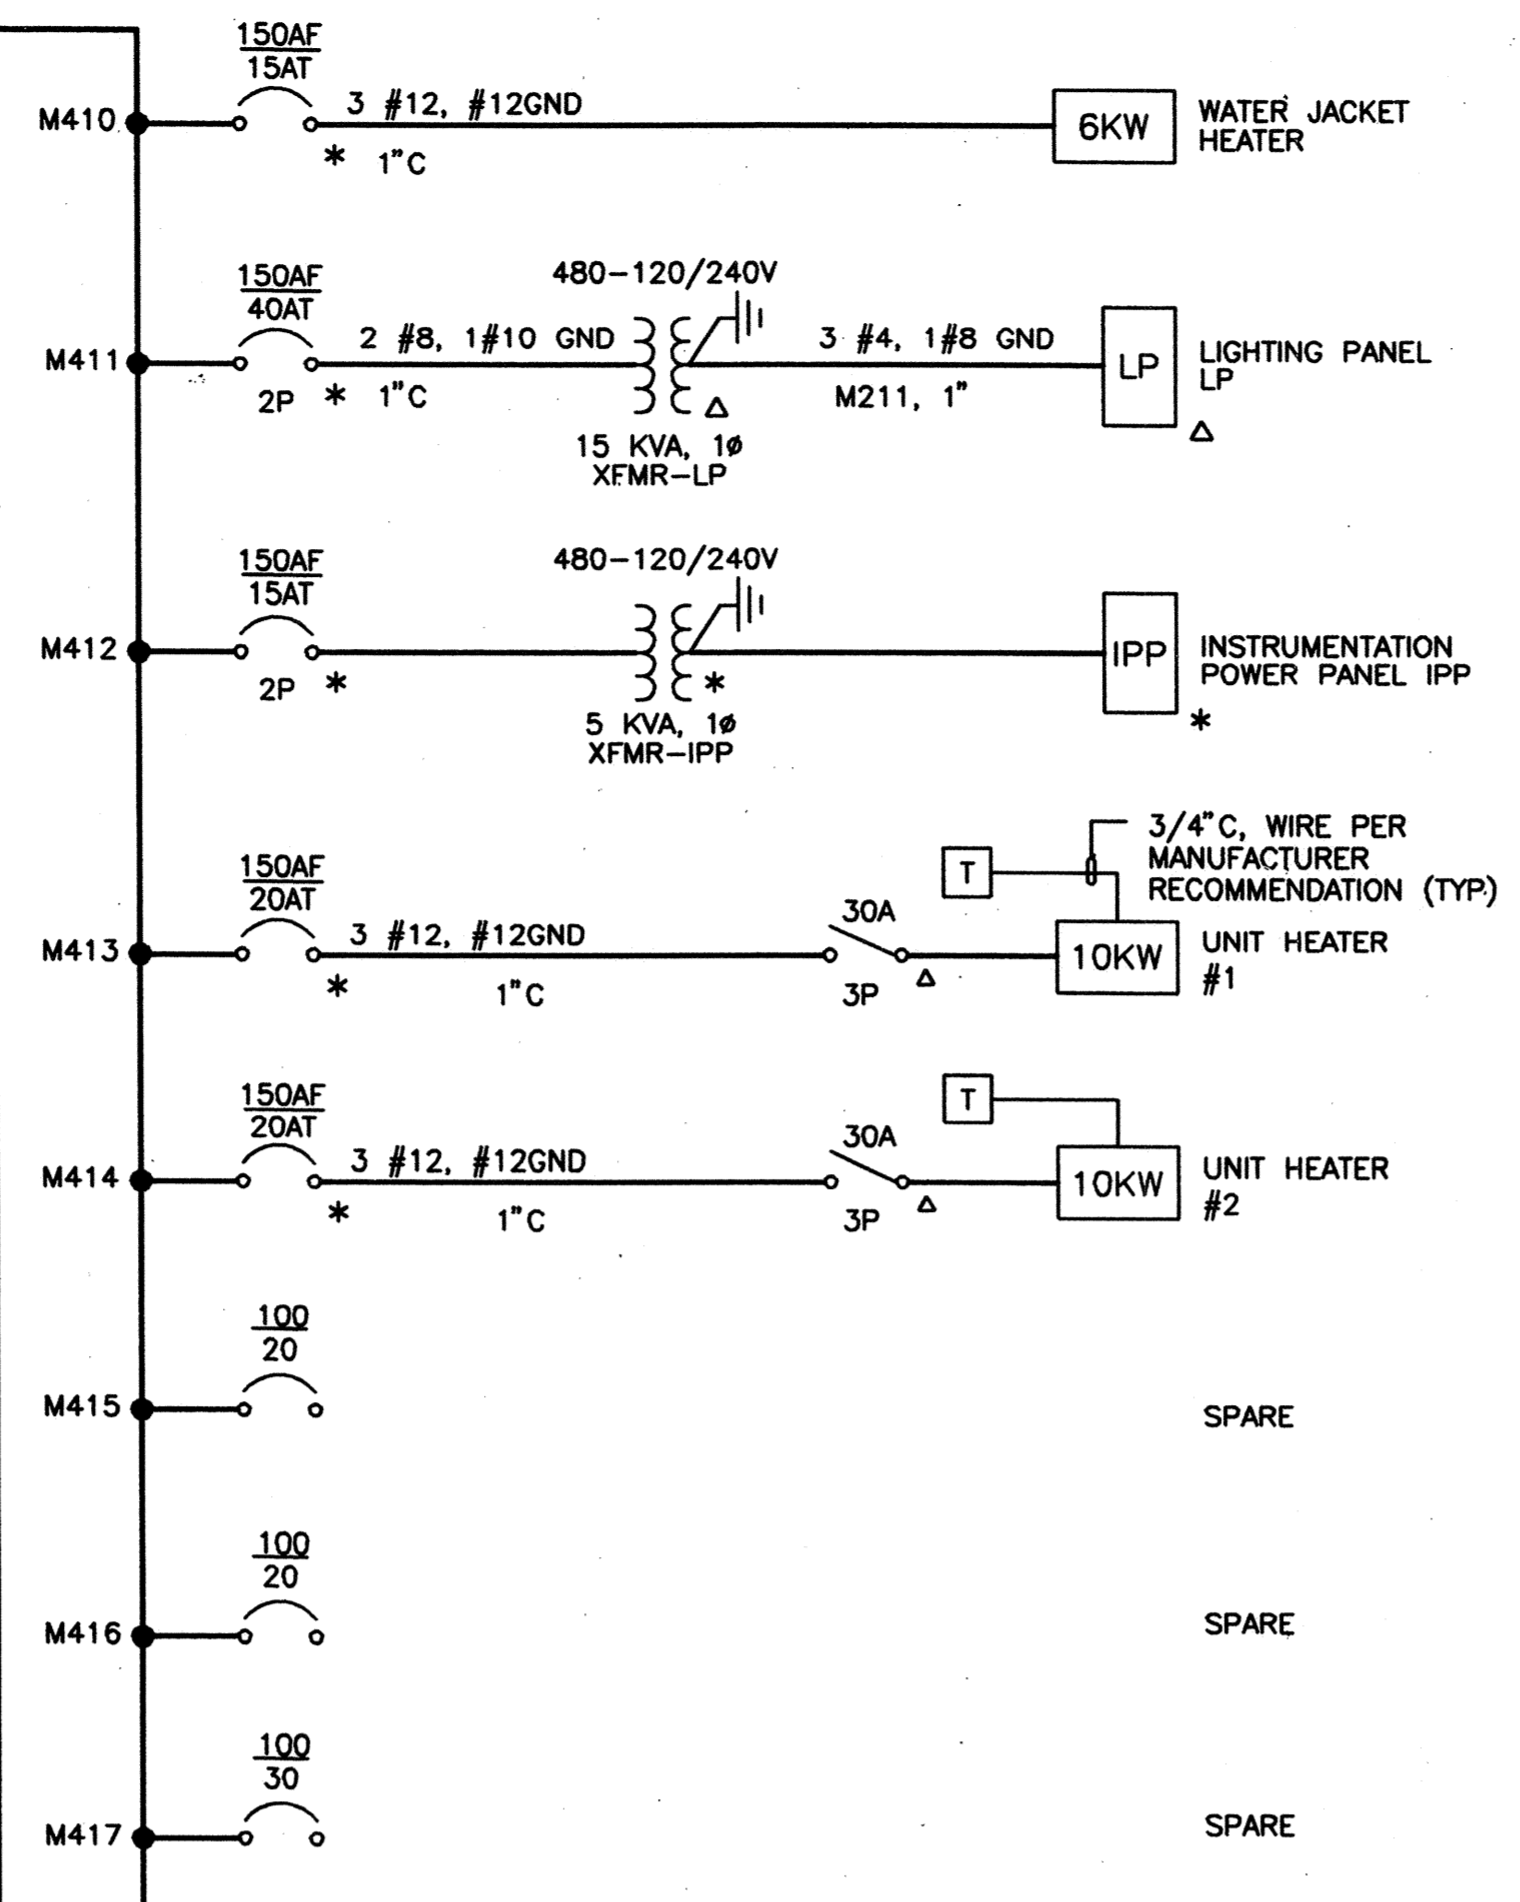 150AF
15AT
M410
3 #12, #12GND
* 1"C
6KW
WATER JACKET
HEATER
150AF
40AT
M411
2P
2 #8, 1#10 GND
* 1"C
480-120/240V
15 KVA, 1ø
XFMR-LP
3 #4, 1#8 GND
M211, 1"
LP
LIGHTING PANEL
LP
150AF
15AT
M412
2P *
480-120/240V
*
5 KVA, 1ø
XFMR-IPP
IPP
INSTRUMENTATION
POWER PANEL IPP
*
150AF
20AT
M413
3 #12, #12GND
* 1"C
30A
3P
T
3/4"C, WIRE PER
MANUFACTURER
RECOMMENDATION (TYP.)
10KW
UNIT HEATER
#1
150AF
20AT
M414
3 #12, #12GND
* 1"C
30A
3P
T
10KW
UNIT HEATER
#2
100
20
M415
SPARE
100
20
M416
SPARE
100
30
M417
SPARE